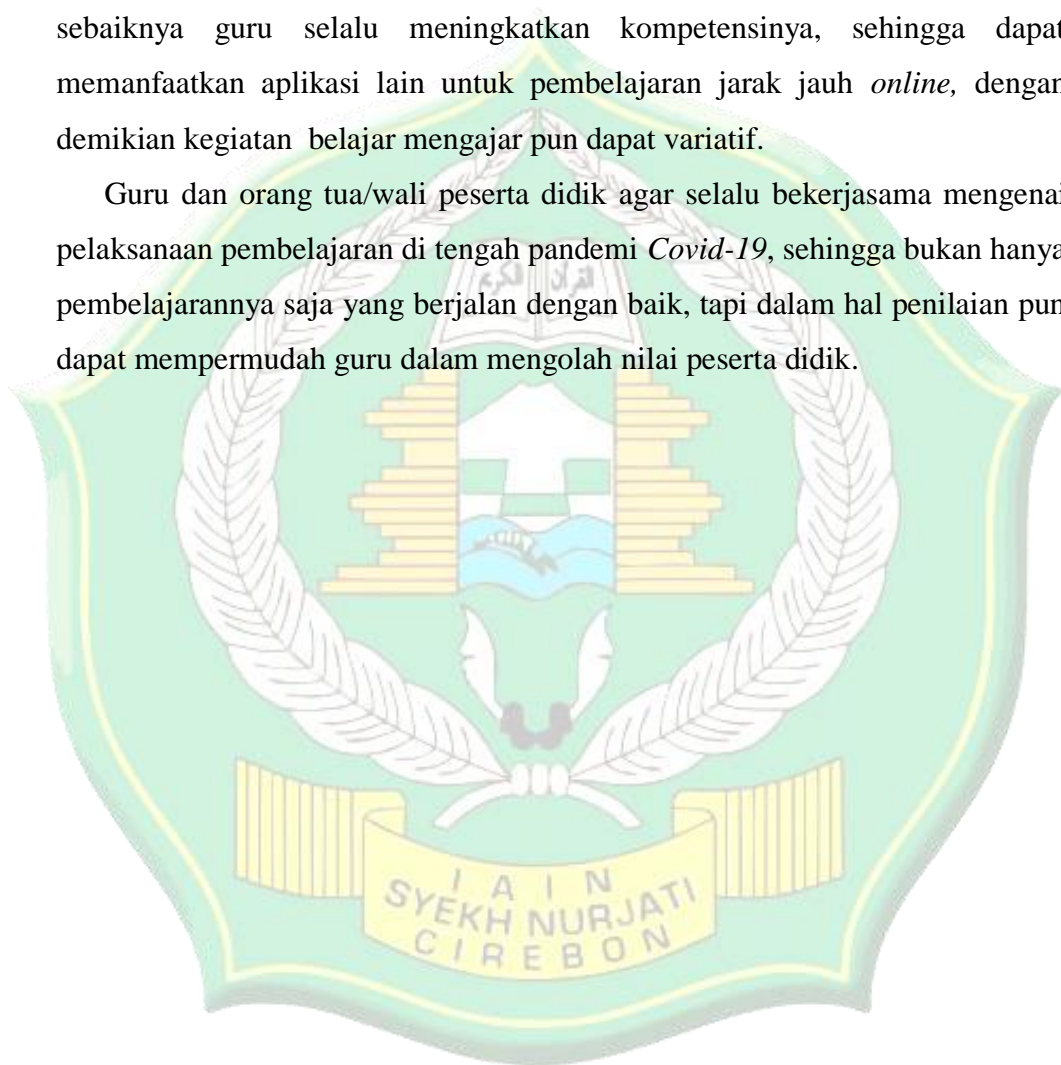 sebaiknya guru selalu meningkatkan kompetensinya, sehingga dapat
memanfaatkan aplikasi lain untuk pembelajaran jarak jauh online, dengan
demikian kegiatan belajar mengajar pun dapat variatif.
Guru dan orang tua/wali peserta didik agar selalu bekerjasama mengenai
pelaksanaan pembelajaran di tengah pandemi Covid-19, sehingga bukan hanya
pembelajarannya saja yang berjalan dengan baik, tapi dalam hal penilaian pun
dapat mempermudah guru dalam mengolah nilai peserta didik.
القرآن الكريم
IAIN
SYEKH NURJATI
CIREBON